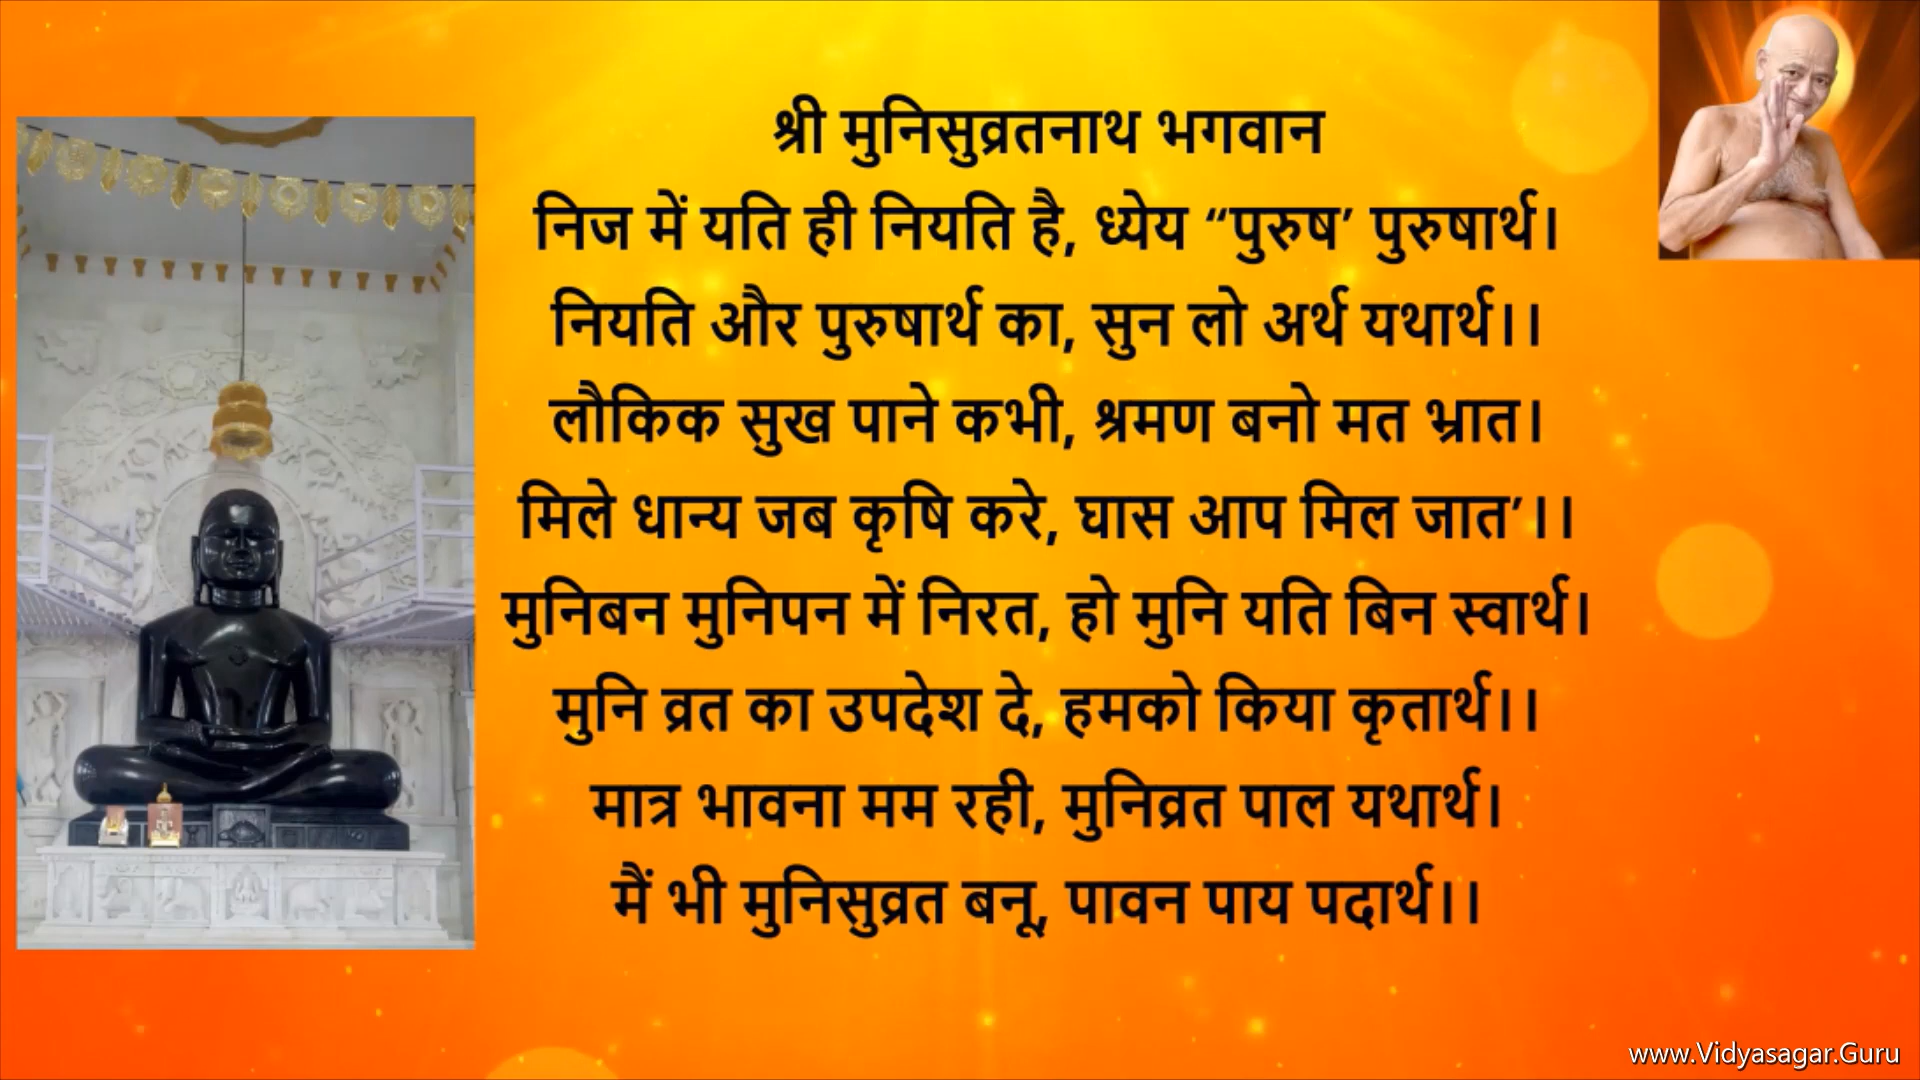 श्री मुनिसुव्रतनाथ भगवान
निज में यति ही नियति है, ध्येय “पुरुष’ पुरुषार्थ।
नियति और पुरुषार्थ का, सुन लो अर्थ यथार्थ।।
लौकिक सुख पाने कभी, श्रमण बनो मत भ्रात।
मिले धान्य जब कृषि करे, घास आप मिल जात’।।
मुनिबन मुनिपन में निरत, हो मुनि यति बिन स्वार्थ।
मुनि व्रत का उपदेश दे, हमको किया कृतार्थ।।
मात्र भावना मम रही, मुनिव्रत पाल यथार्थ।
मैं भी मुनिसुव्रत बनू, पावन पाय पदार्थ।।
www.Vidyasagar.Guru